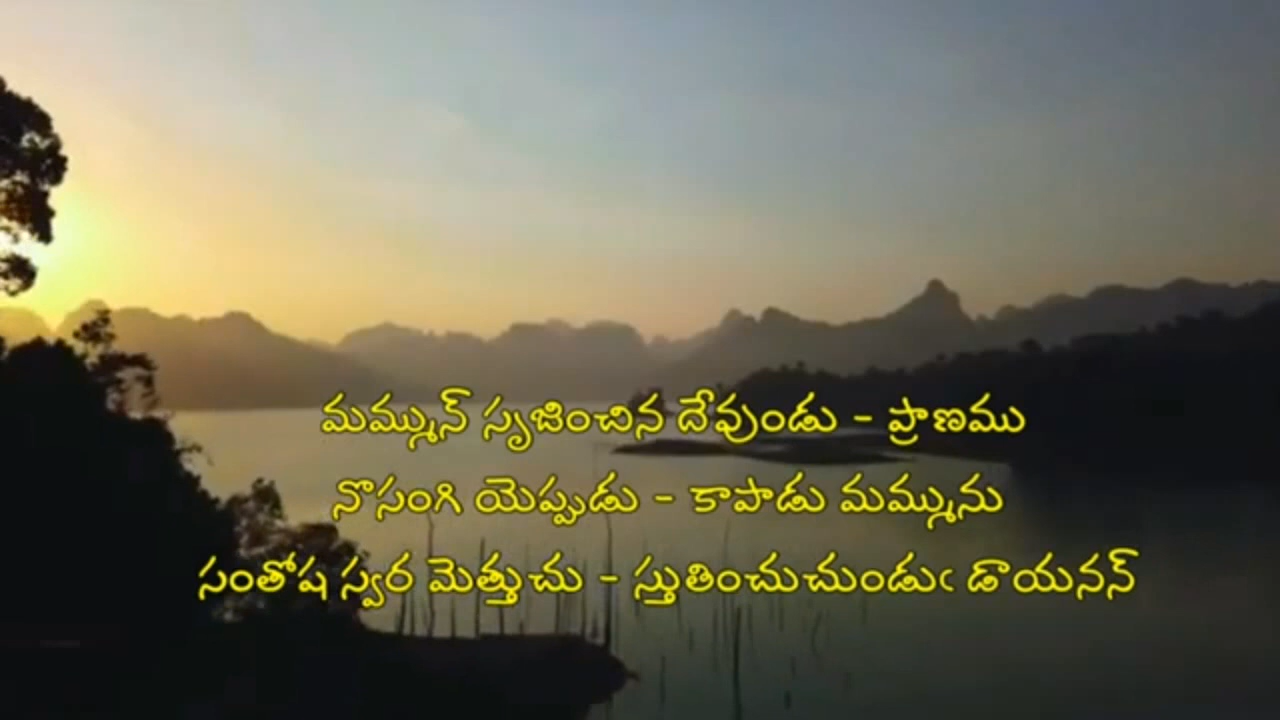 మమ్మున్ సృజించిన దేవుండు - ప్రాణము
నొసంగి యెప్పుడు - కాపాడు మమ్మును
సంతోష స్వర మెత్తుచు - స్తుతించుచుండుఁ డాయనన్